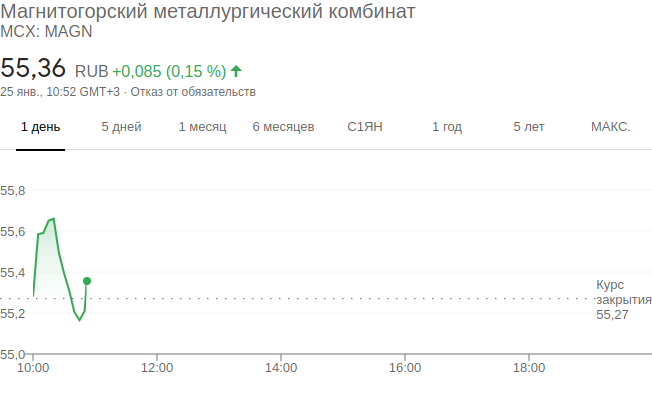 Магнитогорский металлургический комбинат
MCX: MAGN
55,36 RUB +0,085 (0,15 %)
25 янв., 10:52 GMT+3 · Отказ от обязательств
1 день 5 дней 1 месяц 6 месяцев С1ЯН 1 год 5 лет МАКС.
55,8
55,6
55,4
Курс
закрытия
55,27
55,2
55,0
10:00 12:00 14:00 16:00 18:00